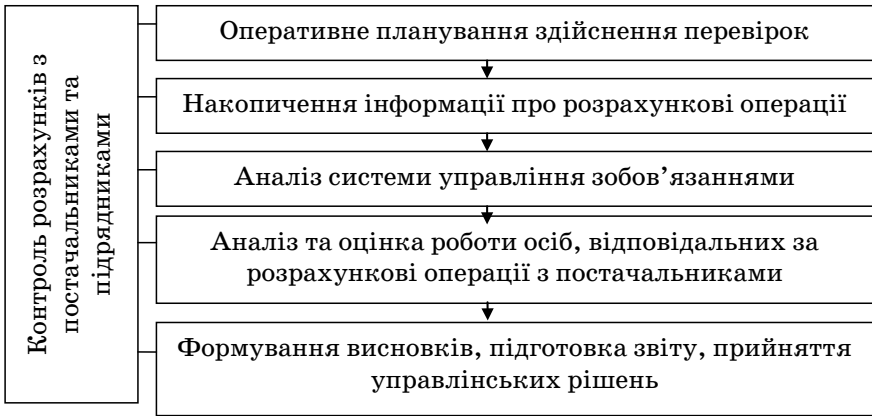 Контроль розрахунків з
постачальниками та
підрядниками
Оперативне планування здійснення перевірок
Накопичення інформації про розрахункові операції
Аналіз системи управління зобов’язаннями
Аналіз та оцінка роботи осіб, відповідальних за
розрахункові операції з постачальниками
Формування висновків, підготовка звіту, прийняття
управлінських рішень